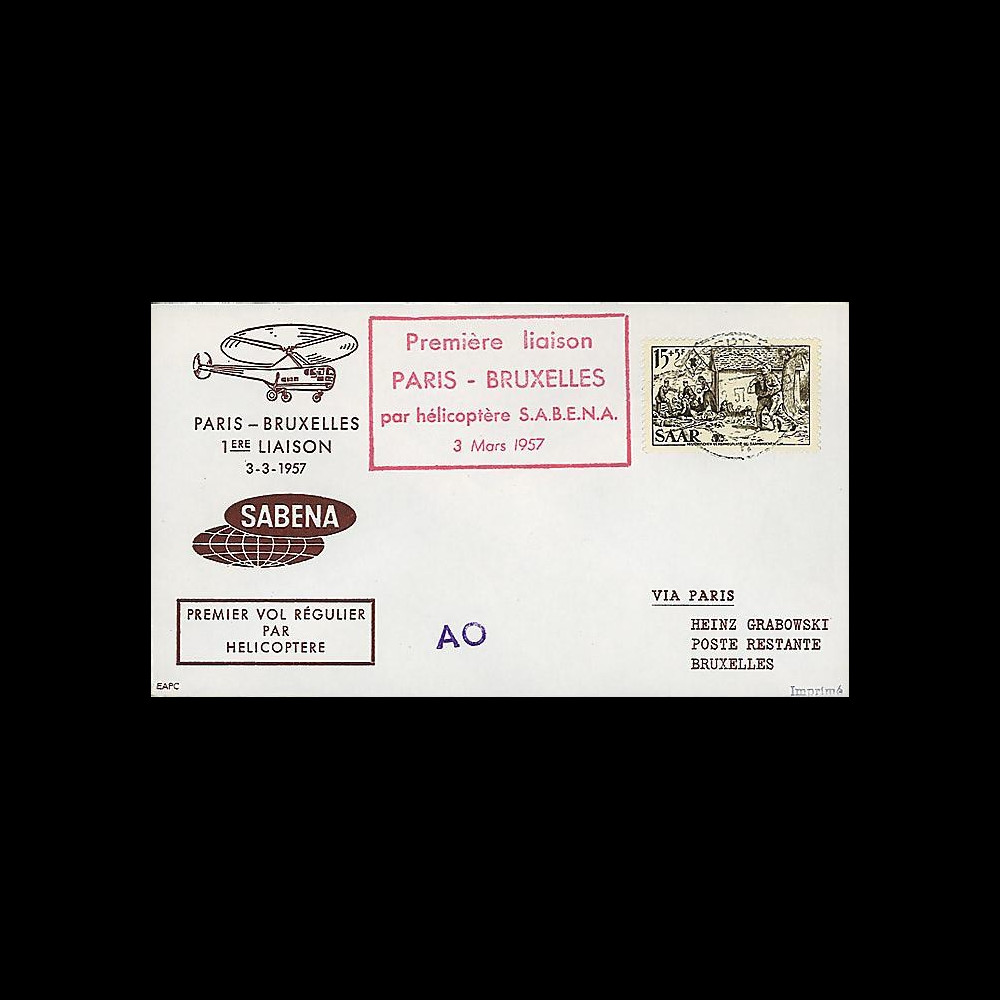 PARIS – BRUXELLES
1ERE LIAISON
3-3-1957
SABENA
PREMIER VOL RÉGULIER
PAR
HELICOPTERE
EAPC
Première liaison
PARIS - BRUXELLES
par hélicoptère S.A.B.E.N.A.
3 Mars 1957
15+5F
SAAR
AO
VIA PARIS
HEINZ GRABOWSKI
POSTE RESTANTE
BRUXELLES
Imprimé